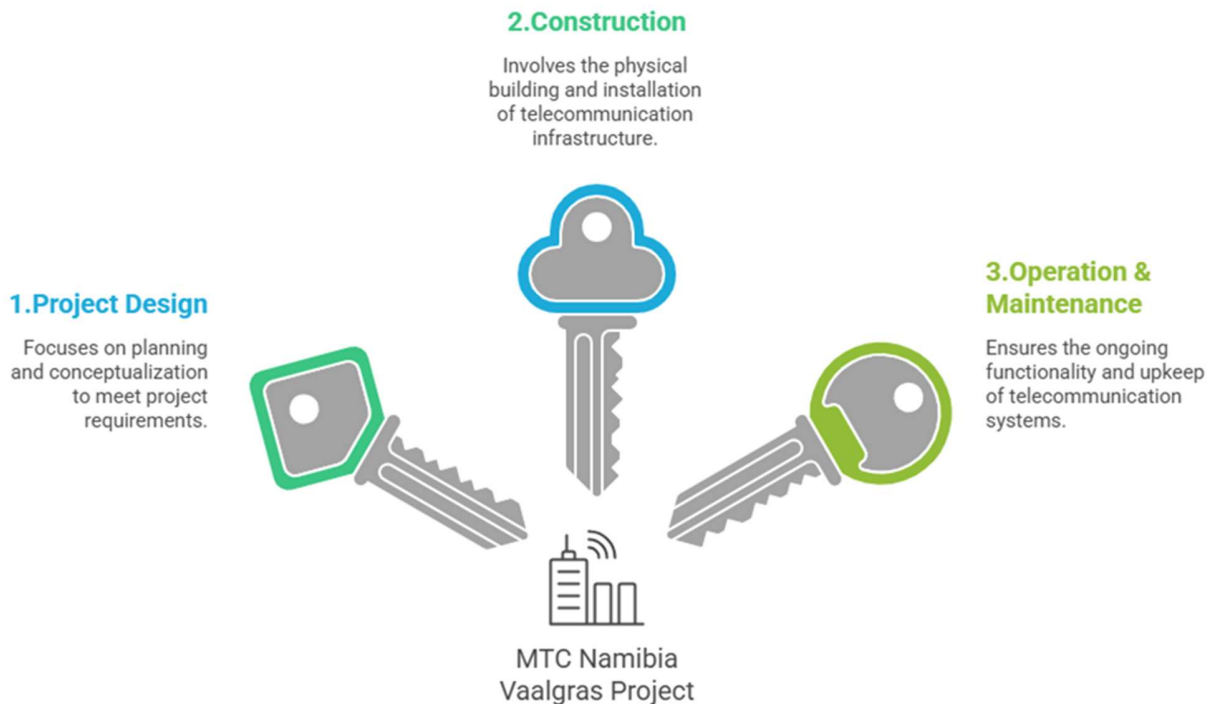 2.Construction
Involves the physical
building and installation
of telecommunication
infrastructure.
1.Project Design
Focuses on planning
and conceptualization
to meet project
requirements.
3.Operation &
Maintenance
Ensures the ongoing
functionality and upkeep
of telecommunication
systems.
MTC Namibia
Vaalgras Project